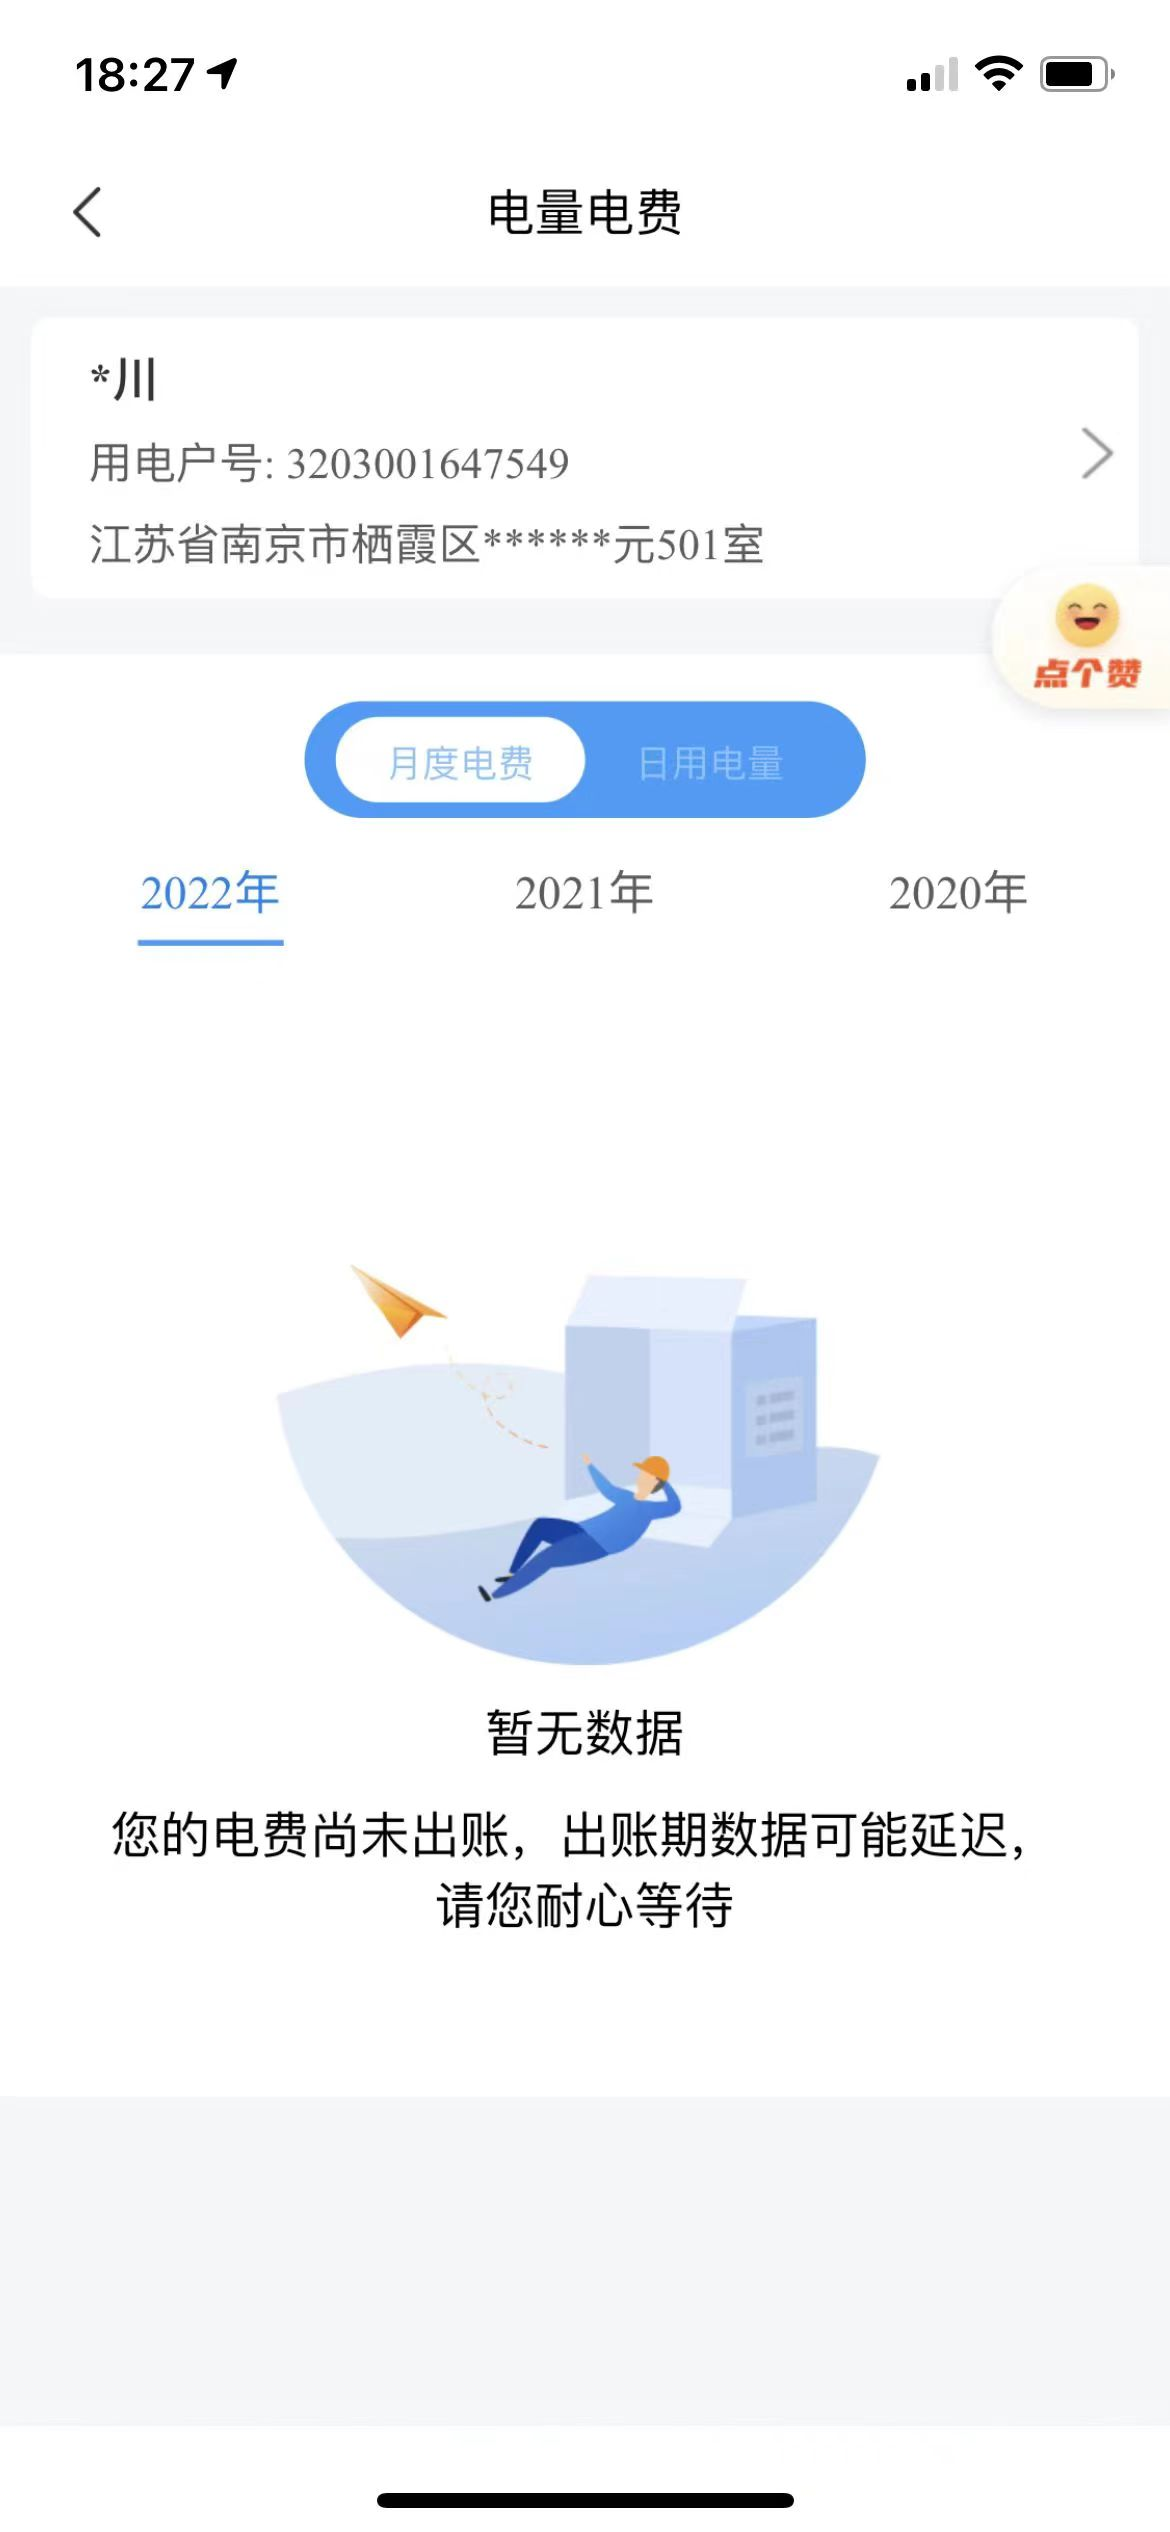 18:27
电量电费
*川
用电户号: 3203001647549
江苏省南京市栖霞区******元501室
点个赞
月度电费 日用电量
2022年 2021年 2020年
暂无数据
您的电费尚未出账，出账期数据可能延迟，
请您耐心等待